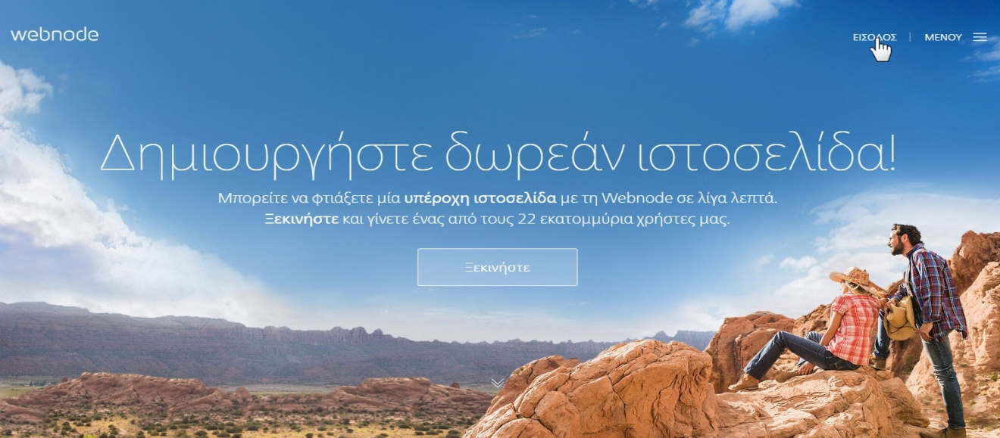 webnode
ΕΙΣΟΔΟΣ | ΜΕΝΟΥ
Δημιουργήστε δωρεάν ιστοσελίδα!
Μπορείτε να φτιάξετε μία υπέροχη ιστοσελίδα με τη Webnode σε λίγα λεπτά.
Ξεκινήστε και γίνετε ένας από τους 22 εκατομμύρια χρήστες μας.
Ξεκινήστε